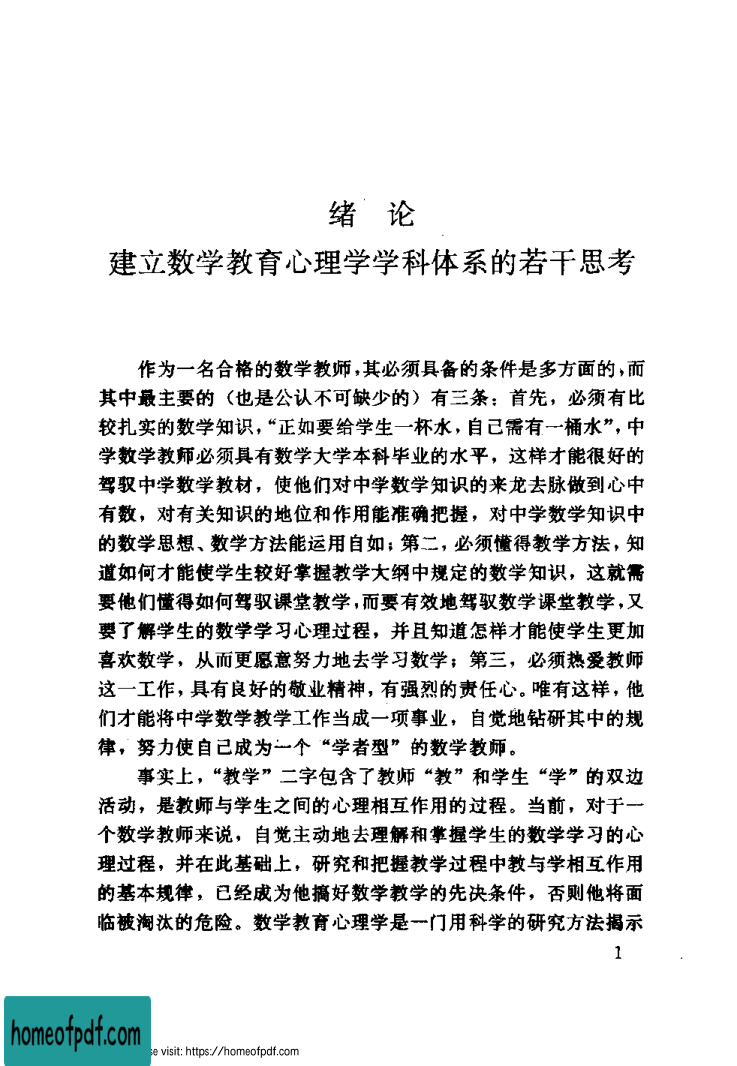 绪 论
建立数学教育心理学学科体系的若干思考
作为一名合格的数学教师,其必须具备的条件是多方面的,而
其中最主要的（也是公认不可缺少的）有三条：首先，必须有比
较扎实的数学知识,“正如要给学生一杯水,自己需有一桶水”,中
学数学教师必须具有数学大学本科毕业的水平，这样才能很好的
驾驭中学数学教材，使他们对中学数学知识的来龙去脉做到心中
有数，对有关知识的地位和作用能准确把握，对中学数学知识中
的数学思想、数学方法能运用自如；第二,必须懂得教学方法,知
道如何才能使学生较好掌握教学大纲中规定的数学知识，这就需
要他们懂得如何驾驭课堂教学,而要有效地驾驭数学课堂教学,又
要了解学生的数学学习心理过程，并且知道怎样才能使学生更加
喜欢数学，从而更愿意努力地去学习数学；第三，必须热爱教师
这一工作,具有良好的敬业精神,有强烈的责任心。唯有这样，他
们才能将中学数学教学工作当成一项事业，自觉地钻研其中的规
律，努力使自己成为一个“学者型”的数学教师。
事实上，“教学”二字包含了教师“教”和学生“学”的双边
活动，是教师与学生之间的心理相互作用的过程。当前，对于一
个数学教师来说，自觉主动地去理解和掌握学生的数学学习的心
理过程，并在此基础上，研究和把握教学过程中教与学相互作用
的基本规律，已经成为他搞好数学教学的先决条件，否则他将面
临被淘汰的危险。数学教育心理学是一门用科学的研究方法揭示
1
homeofpdf.com
se visit: https://homeofpdf.com